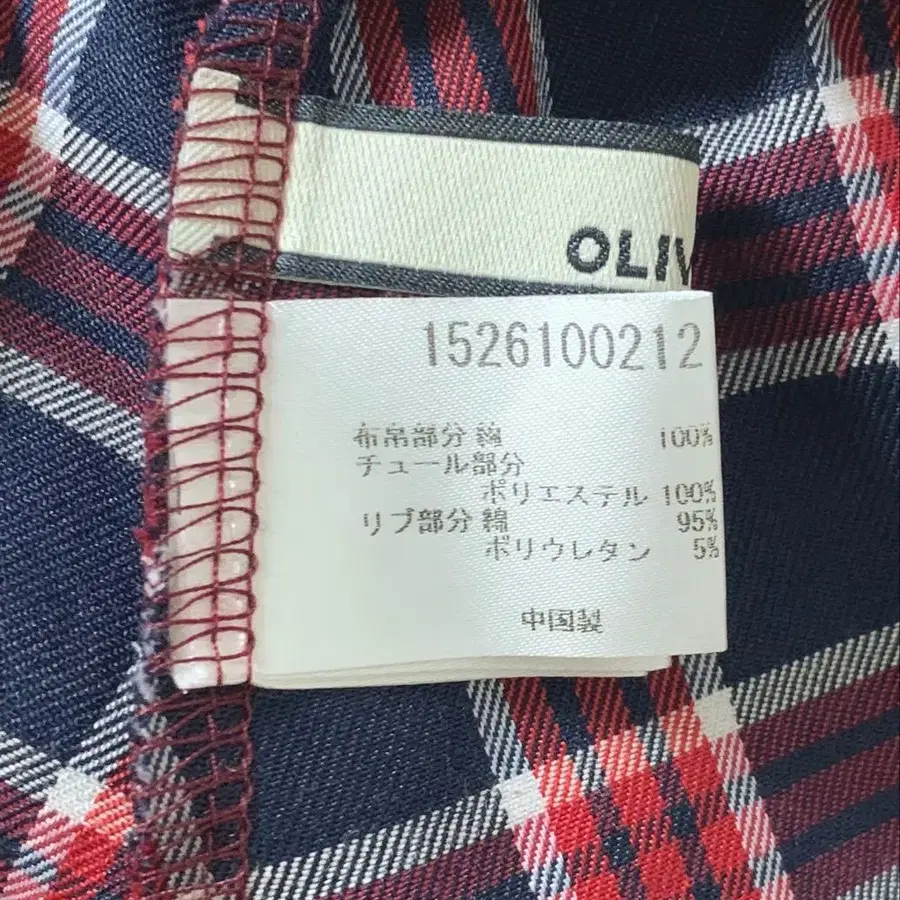 OLIV
1526100212
布帛部分 綿 100%
チュール部分
ポリエステル 100%
リブ部分 綿 95%
ポリウレタン 5%
中国製